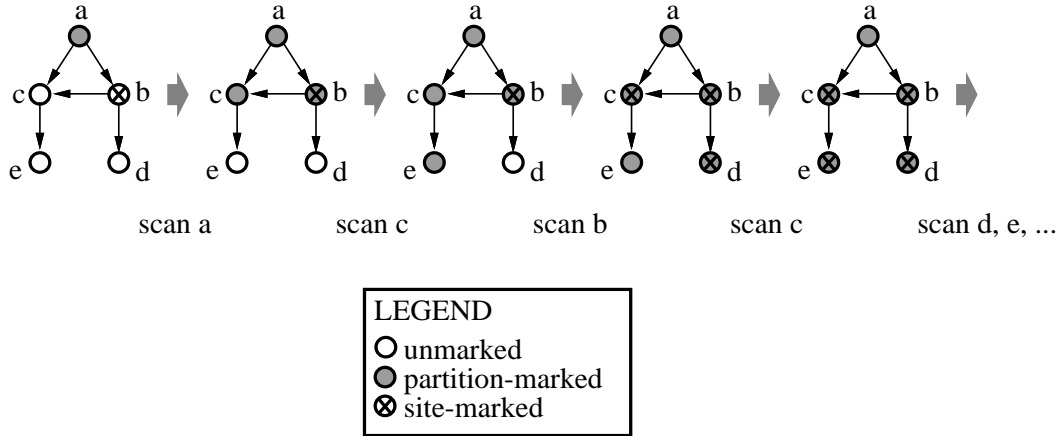 a a a a a
c b c b c b c b c b
e d e d e d e d e d
scan a scan c scan b scan c scan d, e, ...
LEGEND
unmarked
partition-marked
site-marked